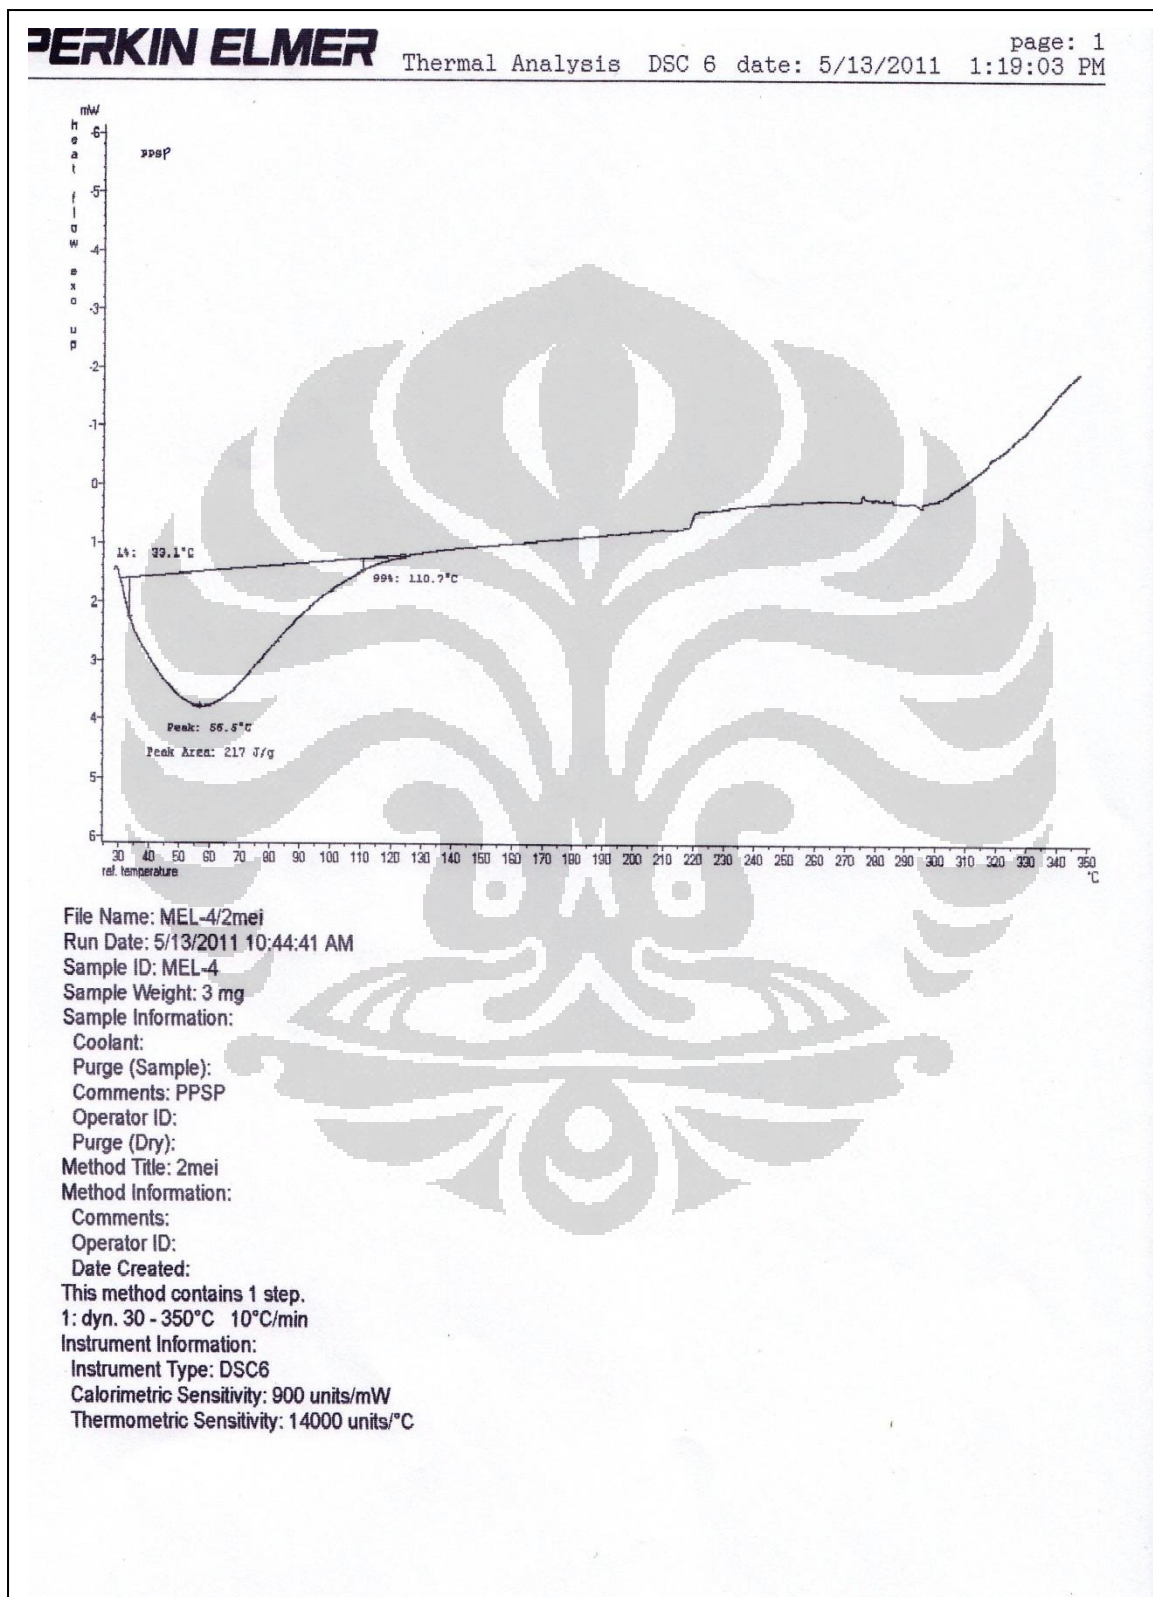 PERKIN ELMER Thermal Analysis DSC 6 date: 5/13/2011 1:19:03 PM
page: 1
mW
heat flow exo up
PPSP
-6
-5
-4
-3
-2
-1
0
1
2
3
4
5
6
1%: 33.1°C
99%: 110.7°C
Peak: 56.5°C
Peak Area: 217 J/g
30 40 50 60 70 80 90 100 110 120 130 140 150 160 170 180 190 200 210 220 230 240 250 260 270 280 290 300 310 320 330 340 350
ref. temperature °C
File Name: MEL-4/2mei
Run Date: 5/13/2011 10:44:41 AM
Sample ID: MEL-4
Sample Weight: 3 mg
Sample Information:
Coolant:
Purge (Sample):
Comments: PPSP
Operator ID:
Purge (Dry):
Method Title: 2mei
Method Information:
Comments:
Operator ID:
Date Created:
This method contains 1 step.
1: dyn. 30 - 350°C 10°C/min
Instrument Information:
Instrument Type: DSC6
Calorimetric Sensitivity: 900 units/mW
Thermometric Sensitivity: 14000 units/°C